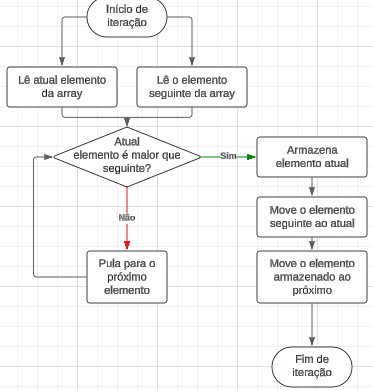 Início de
iteração
Lê atual elemento
da array
Lê o elemento
seguinte da array
Atual
elemento é maior que
seguinte?
Sim
Armazena
elemento atual
Não
Move o elemento
seguinte ao atual
Pula para o
próximo
elemento
Move o elemento
armazenado ao
próximo
Fim de
iteração